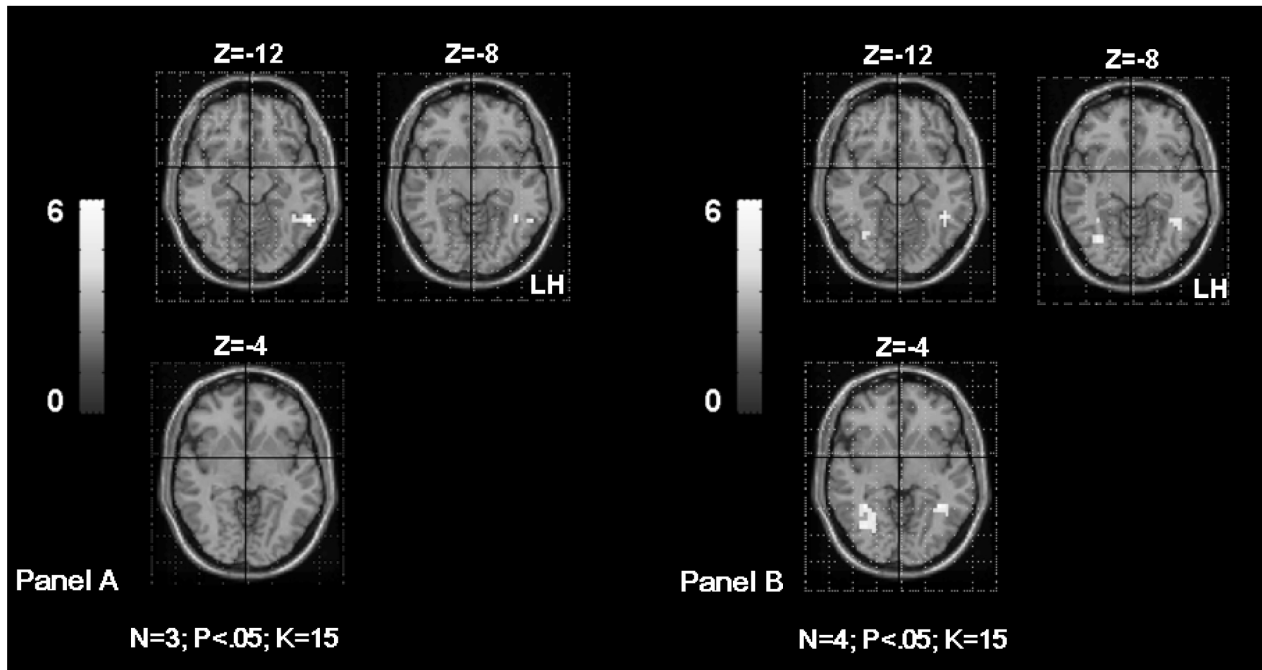 Z=-12
Z=-8
6
0
LH
Z=-4
Panel A
N=3; P<.05; K=15
Z=-12
Z=-8
6
0
LH
Z=-4
Panel B
N=4; P<.05; K=15